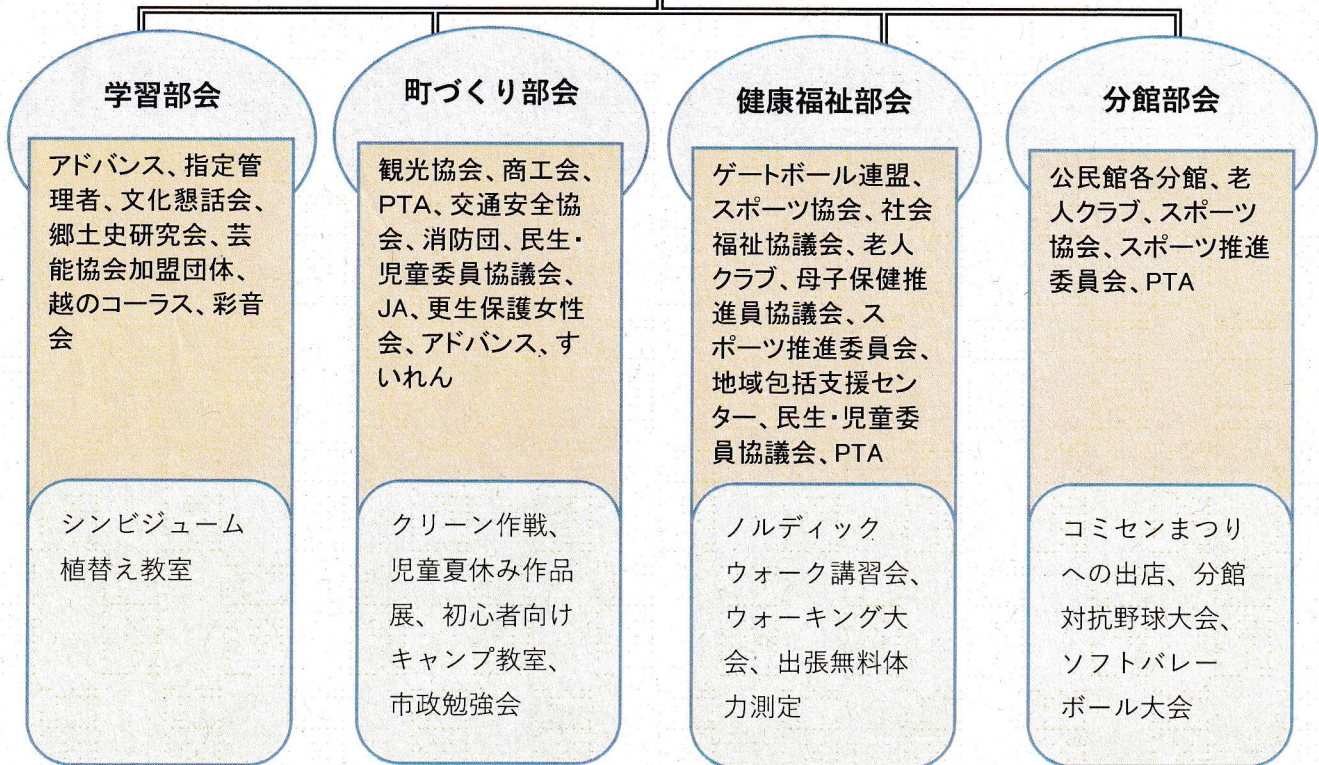 学習部会
アドバンス、指定管
理者、文化懇話会、
郷土史研究会、芸
能協会加盟団体、
越のコーラス、彩音
会
シンビジューム
植替え教室
町づくり部会
観光協会、商工会、
PTA、交通安全協
会、消防団、民生・
児童委員協議会、
JA、更生保護女性
会、アドバンス、す
いれん
クリーン作戦、
児童夏休み作品
展、初心者向け
キャンプ教室、
市政勉強会
健康福祉部会
ゲートボール連盟、
スポーツ協会、社会
福祉協議会、老人
クラブ、母子保健推
進員協議会、ス
ポーツ推進委員会、
地域包括支援セン
ター、民生・児童委
員協議会、PTA
ノルディック
ウォーク講習会、
ウォーキング大
会、出張無料体
力測定
分館部会
公民館各分館、老
人クラブ、スポーツ
協会、スポーツ推進
委員会、PTA
コミセンまつり
への出店、分館
対抗野球大会、
ソフトバレー
ボール大会